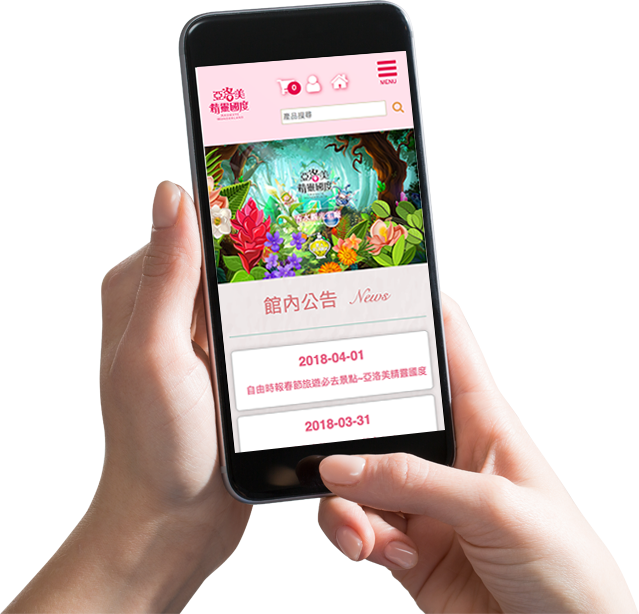 亞洛美
精靈國度
0
MENU
產品搜尋
亞洛美
精靈國度
館內公告 News
2018-04-01
自由時報春節旅遊必去景點~亞洛美精靈國度
2018-03-31